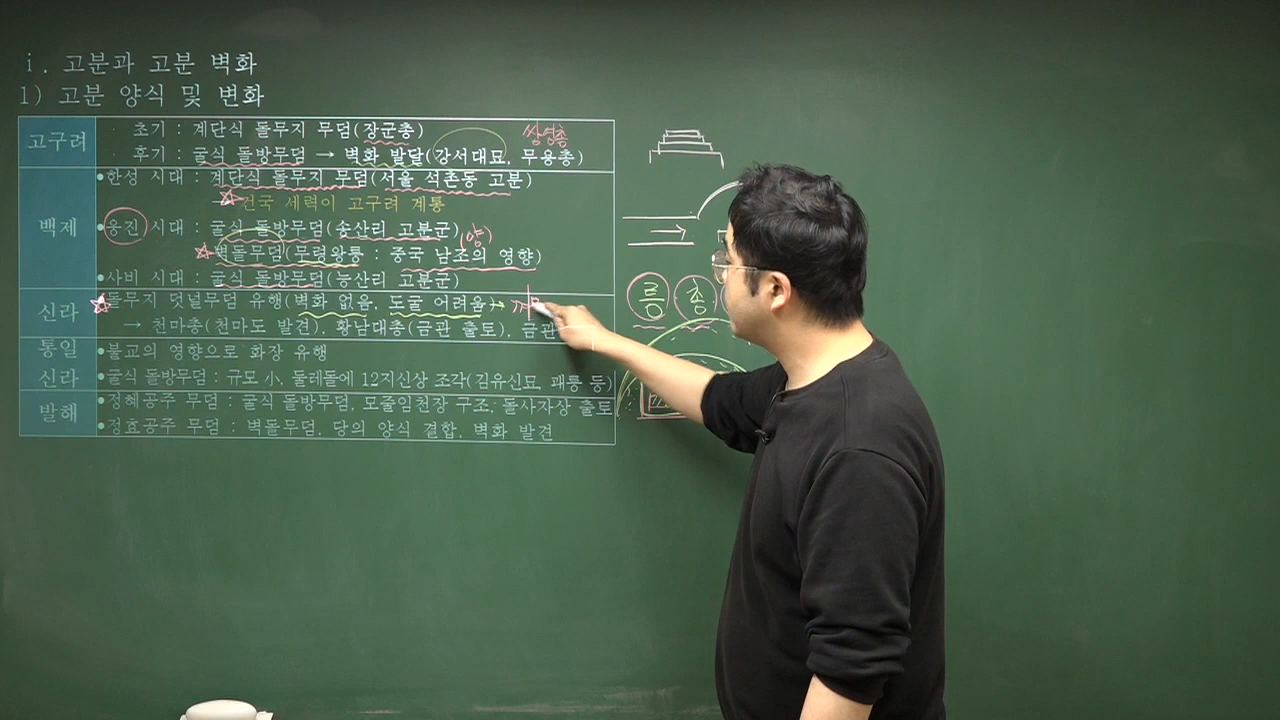 i. 고분과 고분 벽화
1) 고분 양식 및 변화
고구려
· 초기 : 계단식 돌무지 무덤(장군총)
쌍영총
· 후기 : 굴식 돌방무덤 → 벽화 발달(강서대묘, 무용총)
백제
•한성 시대 : 계단식 돌무지 무덤(서울 석촌동 고분)
건국 세력이 고구려 계통
•웅진 시대 : 굴식 돌방무덤(송산리 고분군)
(양)
벽돌무덤(무령왕릉 : 중국 남조의 영향)
•사비 시대 : 굴식 돌방무덤(능산리 고분군)
신라
돌무지 덧널무덤 유행(벽화 없음, 도굴 어려움)→
→ 천마총(천마도 발견), 황남대총(금관 출토), 금관
통일
신라
•불교의 영향으로 화장 유행
•굴식 돌방무덤 : 규모 小, 둘레돌에 12지신상 조각(김유신묘, 괘릉 등)
발해
•정혜공주 무덤 : 굴식 돌방무덤, 모줄임천장 구조, 돌사자상 출토
•정효공주 무덤 : 벽돌무덤, 당의 양식 결합, 벽화 발견
릉 총